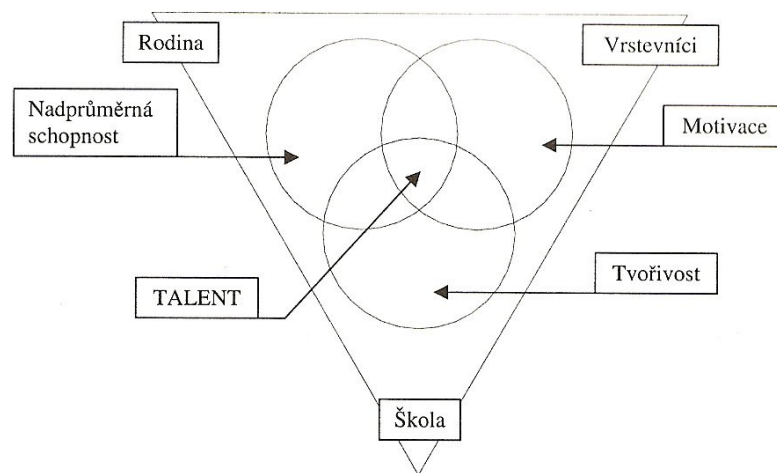 Rodina
Vrstevníci
Nadprůměrná
schopnost
Motivace
TALENT
Tvořivost
Škola